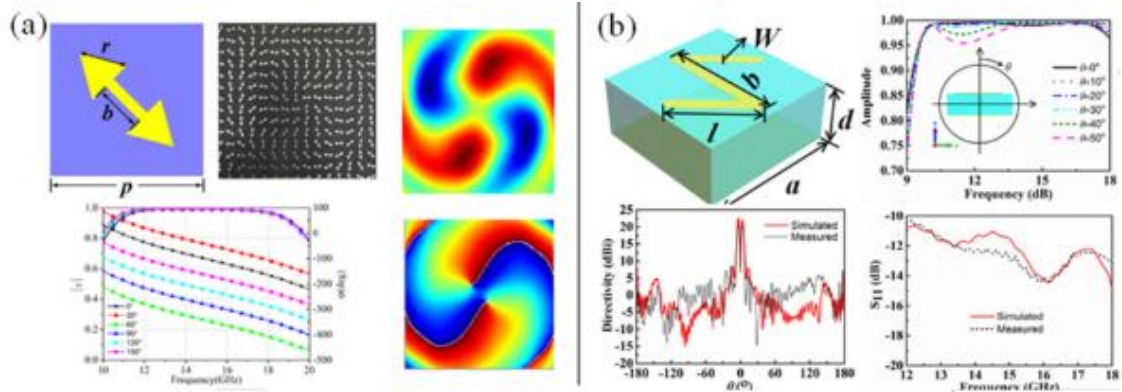 (a)
r
b
p
1.0
0.8
0.6
0.4
0.2
0.0
|r|
0°
60°
90°
120°
150°
100
0
-100
-200
-300
-400
-500
10 12 14 16 18 20
Frequency(GHz)
(b)
W
b
l
d
a
1.00
0.95
0.90
0.85
0.80
0.75
Amplitude
θ
θ=0°
θ=10°
θ=20°
θ=30°
θ=40°
θ=50°
9 12 15 18
Frequency (dB)
25
20
15
10
5
0
-5
-10
-15
-20
Directivity (dBi)
Simulated
Measured
-180 -120 -60 0 60 120 180
θ (°)
-8
-10
-12
-14
-16
-18
S11 (dB)
Simulated
Measured
12 13 14 15 16 17 18
Frequency (GHz)